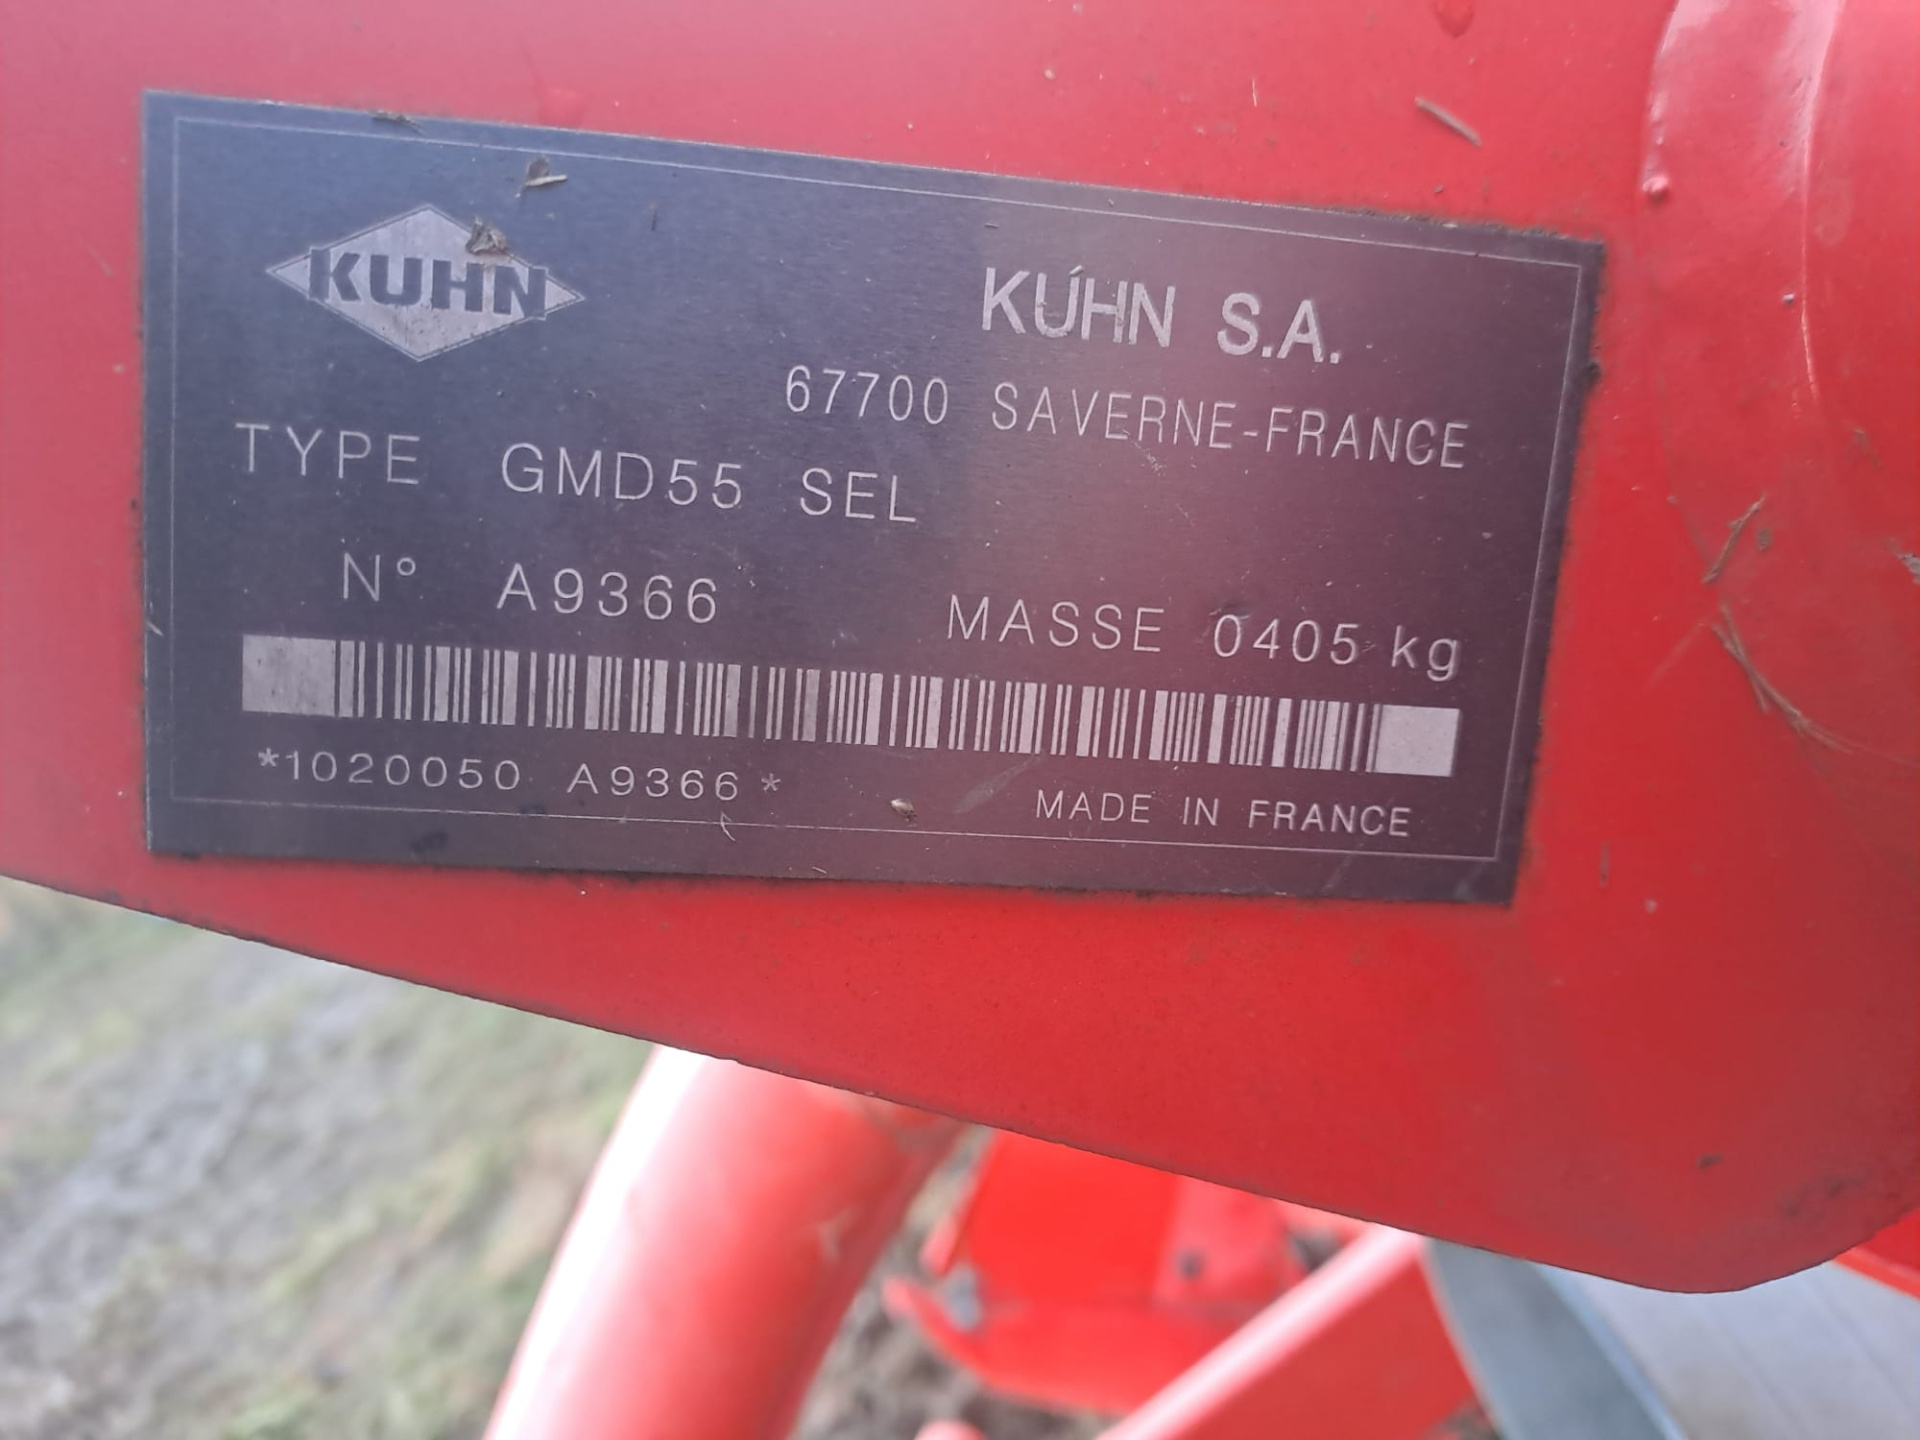 KUHN
KUHN S.A.
67700 SAVERNE-FRANCE
TYPE GMD55 SEL
N° A9366 MASSE 0405 kg
*1020050 A9366*
MADE IN FRANCE